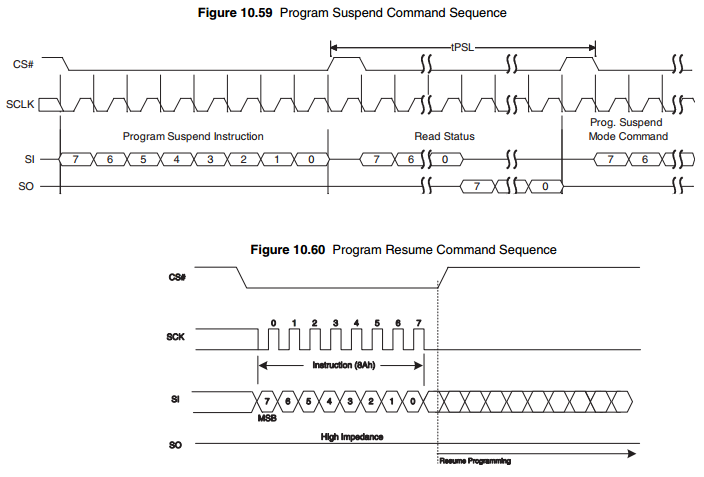 Figure 10.59 Program Suspend Command Sequence
tPSL
CS#
SCLK
Prog. Suspend
Program Suspend Instruction Read Status Mode Command
SI 7 6 5 4 3 2 1 0 7 6 0 7 6
SO 7 0
Figure 10.60 Program Resume Command Sequence
CS#
0 1 2 3 4 5 6 7
SCK
Instruction (8Ah)
SI 7 6 5 4 3 2 1 0
MSB
High Impedance
SO
Resume Programming